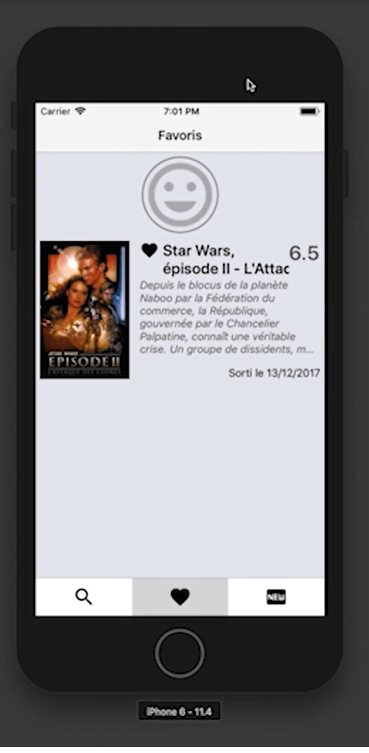 Carrier 7:01 PM
Favoris
Star Wars, 6.5
épisode II - L'Attac
Depuis le blocus de la planète
Naboo par la Fédération du
commerce, la République,
gouvernée par le Chancelier
Palpatine, connaît une véritable
crise. Un groupe de dissidents, m...
STAR WARS
EPISODE II
L'ATTAQUE DES CLONES
Sorti le 13/12/2017
NEW
iPhone 6 - 11.4